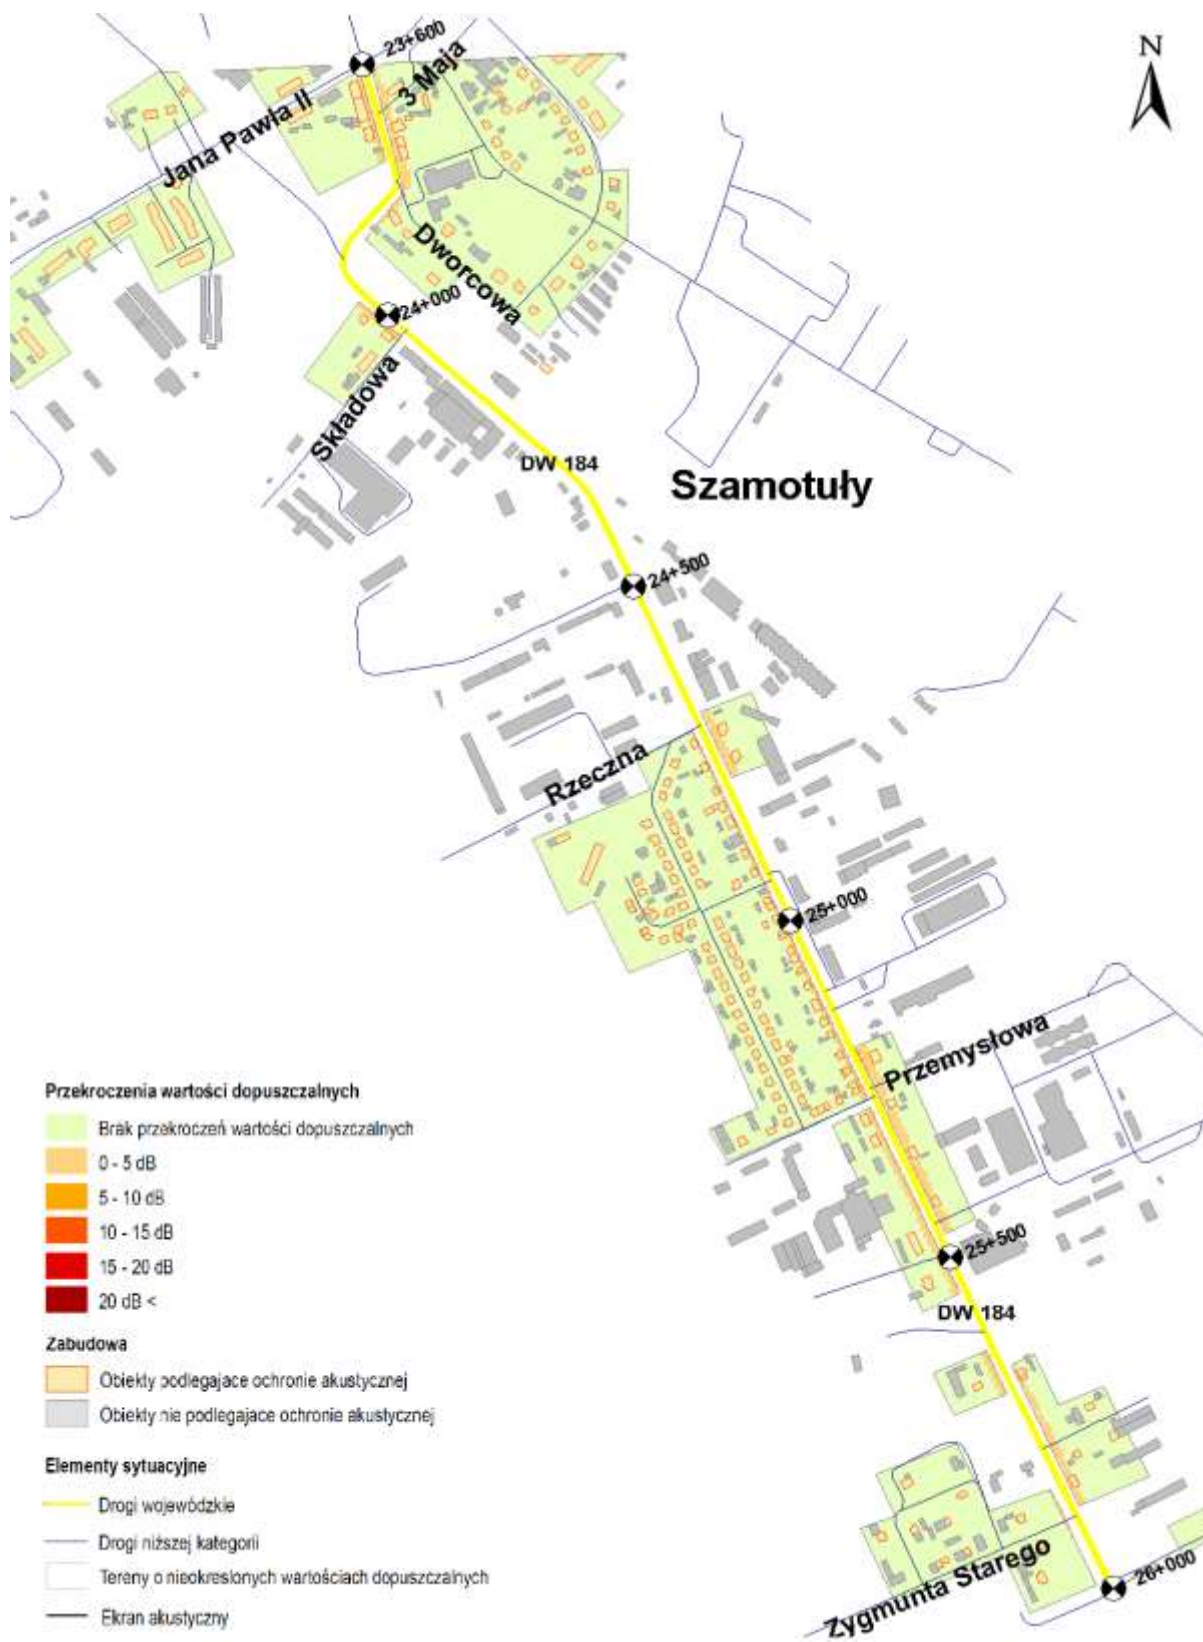 23+600
N
3 Maja
Jana Pawła II
Dworcowa
24+000
Składowa
DW 184
Szamotuły
24+500
Rzeczna
25+000
Przemysłowa
Przekroczenia wartości dopuszczalnych
Brak przekroczeń wartości dopuszczalnych
0 - 5 dB
5 - 10 dB
10 - 15 dB
15 - 20 dB
20 dB <
25+500
DW 184
Zabudowa
Obiekty podlegajace ochronie akustycznej
Obiekty nie podlegajace ochronie akustycznej
Elementy sytuacyjne
Drogi wojewódzkie
Drogi niższej kategorii
Tereny o nieokreslonych wartościach dopuszczalnych
Ekran akustyczny
Zygmunta Starego
26+000